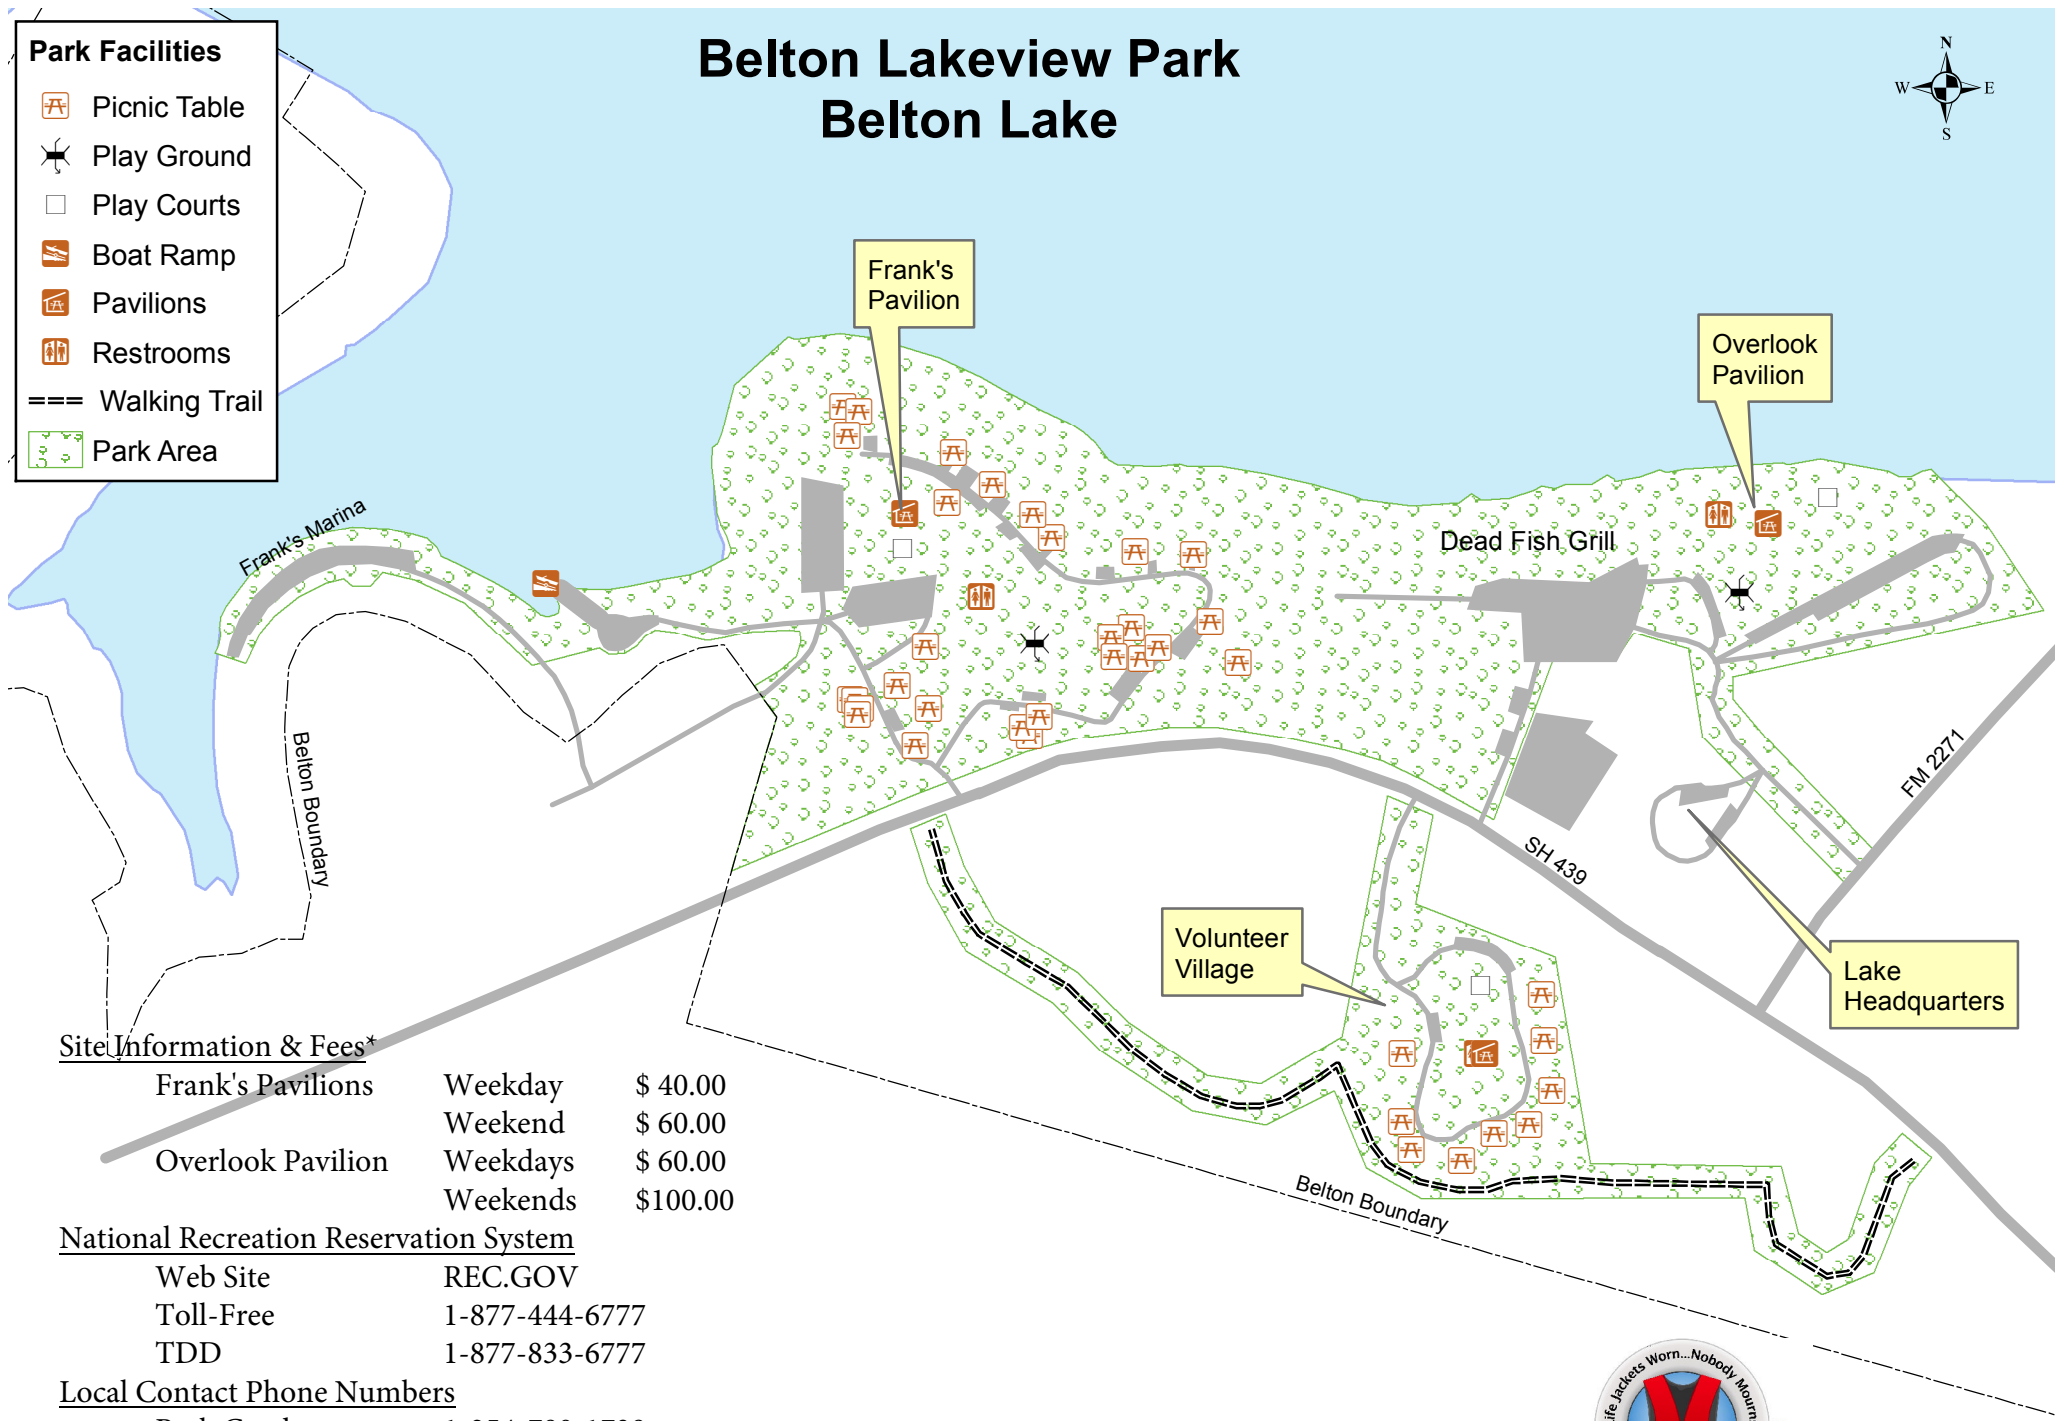 Belton Lakeview Park
Belton Lake
N
W E
S
Park Facilities
Picnic Table
Play Ground
Play Courts
Boat Ramp
Pavilions
Restrooms
Walking Trail
Park Area
Frank's
Pavilion
Overlook
Pavilion
Frank's Marina
Dead Fish Grill
Belton Boundary
FM 2271
SH 439
Volunteer
Village
Lake
Headquarters
Belton Boundary
Site Information & Fees*
Frank's Pavilions Weekday $ 40.00
Weekend $ 60.00
Overlook Pavilion Weekdays $ 60.00
Weekends $100.00
National Recreation Reservation System
Web Site REC.GOV
Toll-Free 1-877-444-6777
TDD 1-877-833-6777
Local Contact Phone Numbers
Jackets Worn...Nobody